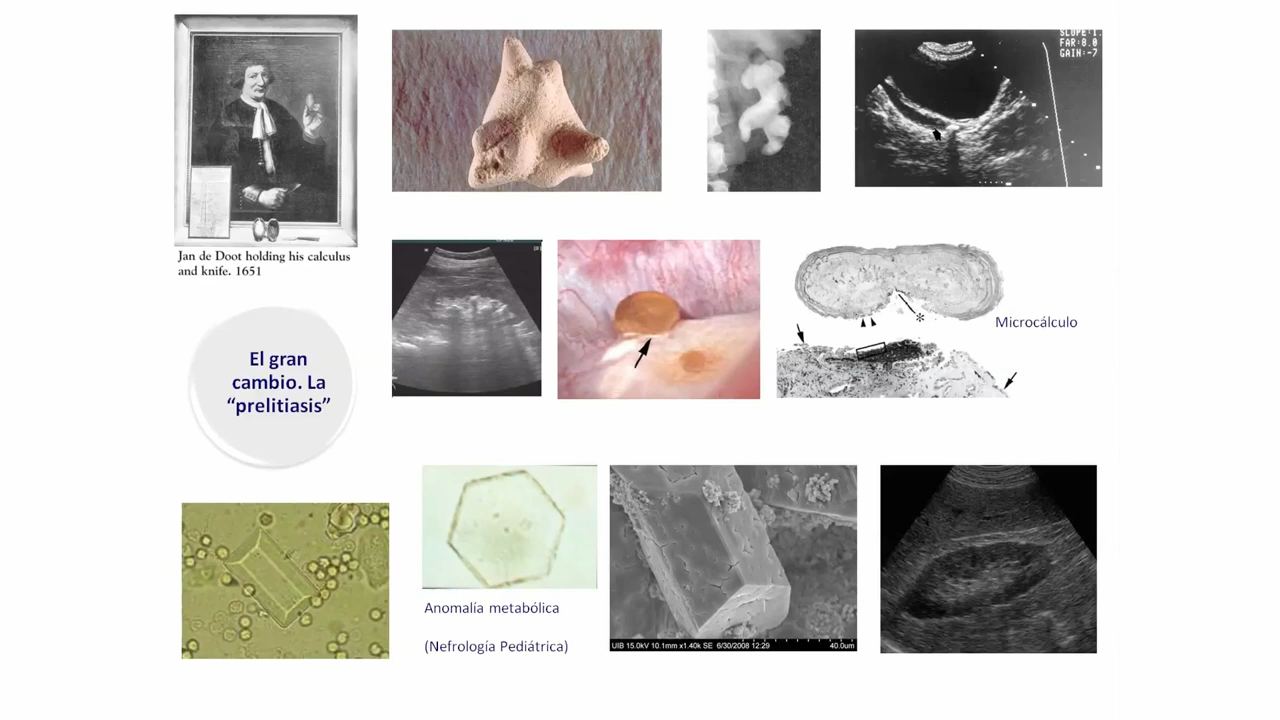 SLOPE:1.
FAR:8.0
GAIN:-7
Jan de Doot holding his calculus
and knife. 1651
*
Microcálculo
El gran
cambio. La
“prelitiasis”
Anomalía metabólica
(Nefrología Pediátrica)
UIB 15.0kV 10.1mm x1.40k SE 6/30/2008 12:29 40.0um